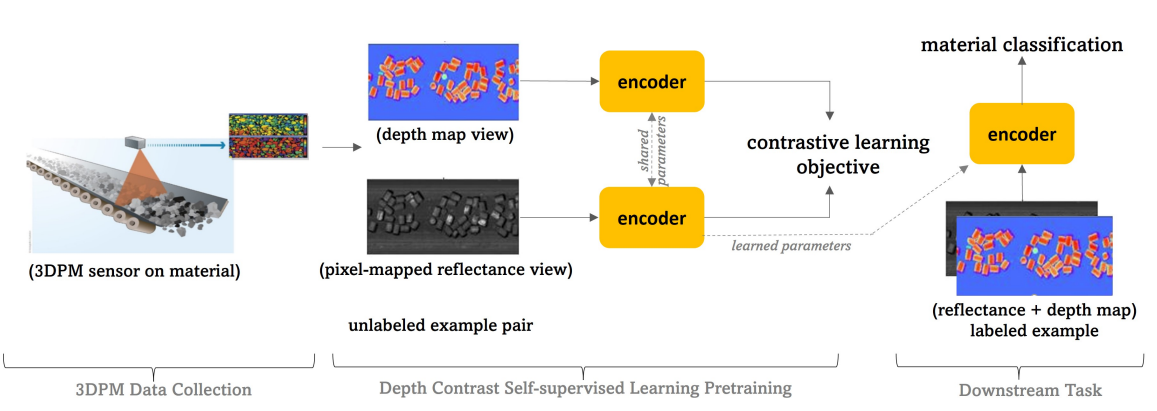 material classification
encoder
(depth map view)
encoder
shared
parameters
contrastive learning
objective
encoder
(3DPM sensor on material)
(pixel-mapped reflectance view)
learned parameters
(reflectance + depth map)
labeled example
unlabeled example pair
3DPM Data Collection
Depth Contrast Self-supervised Learning Pretraining
Downstream Task